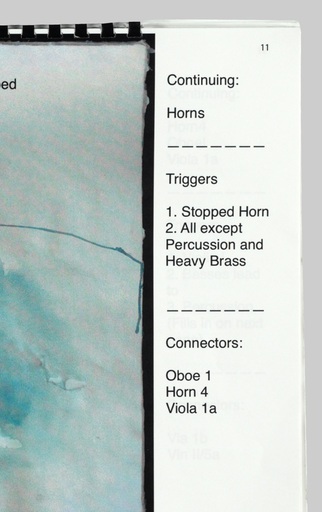 11
ed
Continuing:
Horns
_ _ _ _ _ _ _ _
Triggers
1. Stopped Horn
2. All except
Percussion and
Heavy Brass
_ _ _ _ _ _ _ _
Connectors:
Oboe 1
Horn 4
Viola 1a